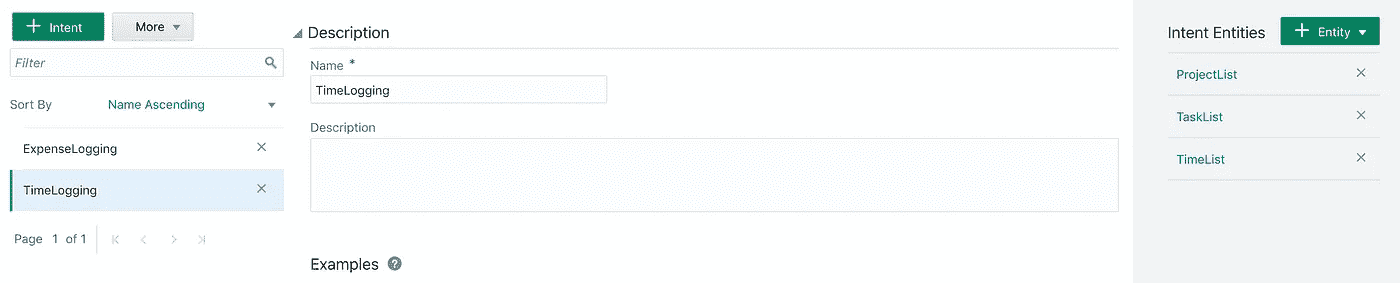 + Intent
More
Filter
Sort By Name Ascending
ExpenseLogging
TimeLogging
Page 1 of 1
Description
Name *
TimeLogging
Description
Examples ?
Intent Entities
+ Entity
ProjectList
TaskList
TimeList